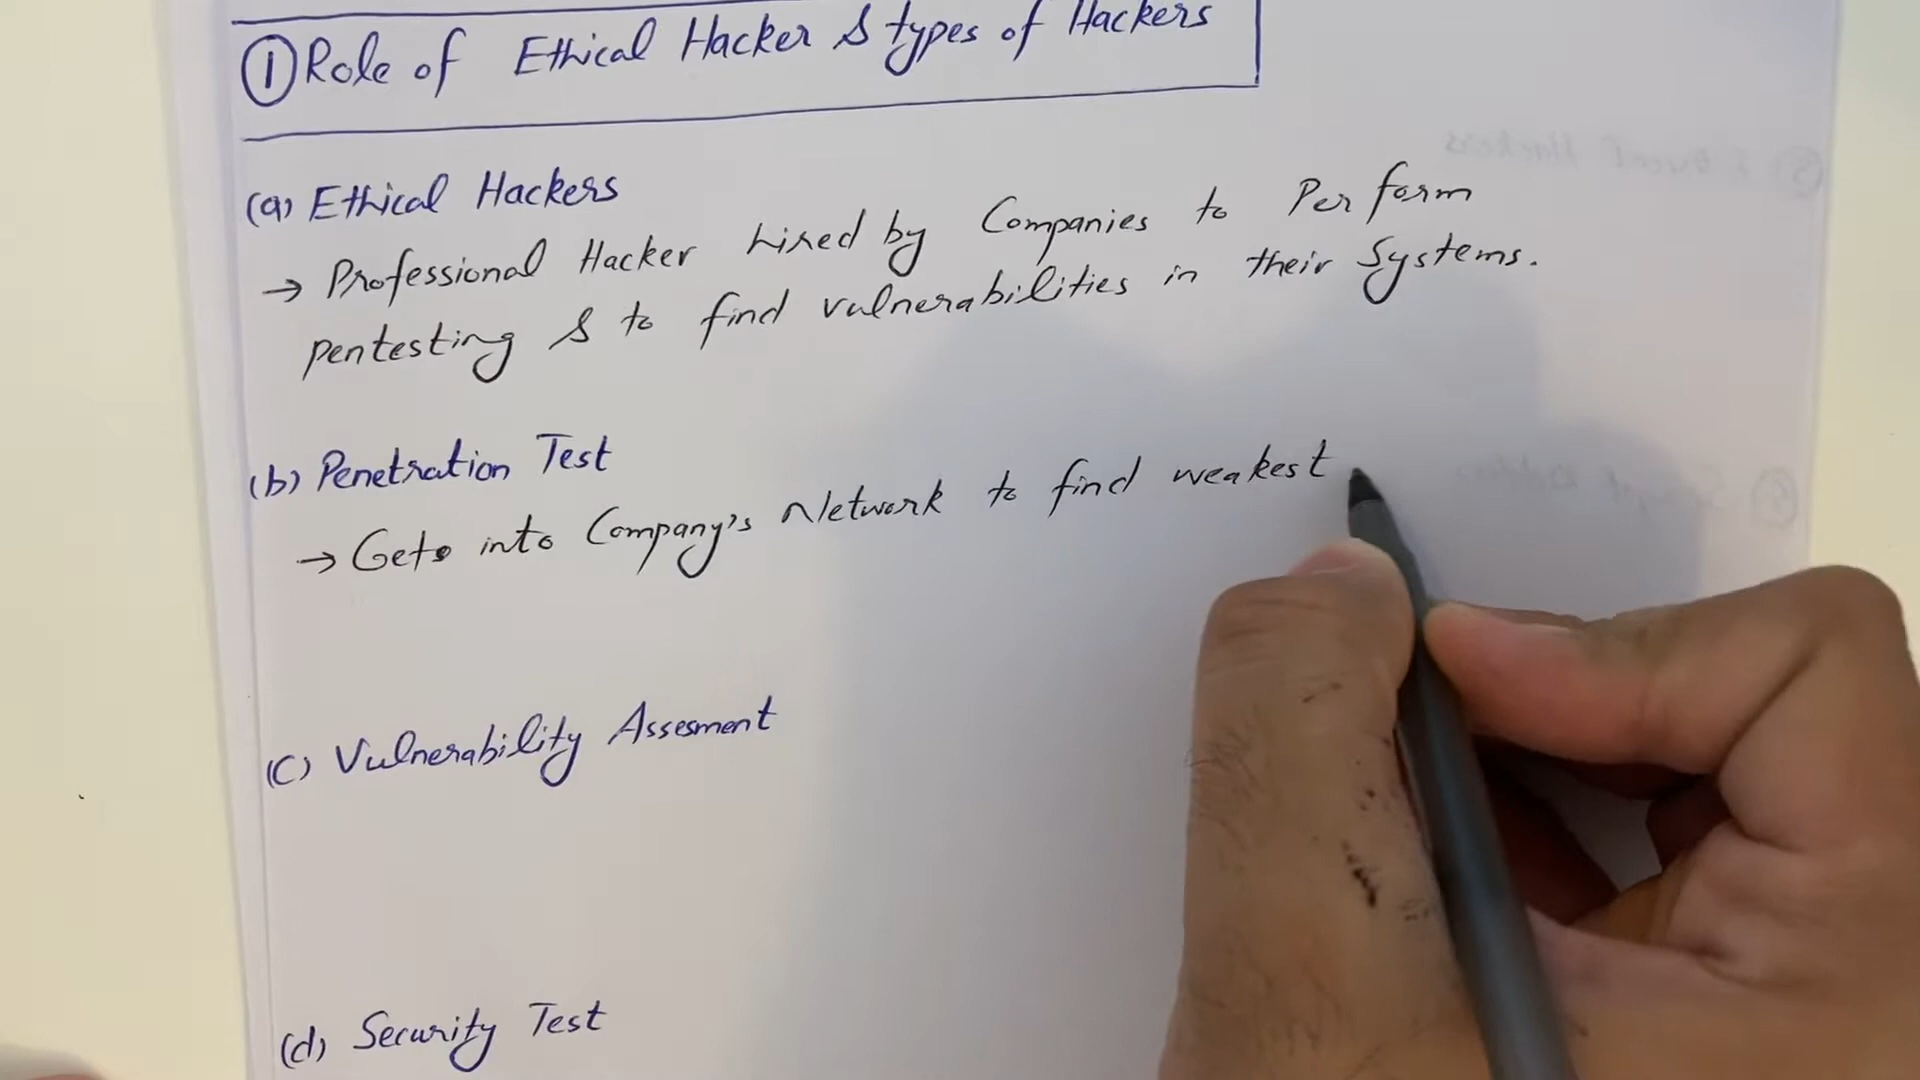 ① Role of Ethical Hacker & types of Hackers
(a) Ethical Hackers
→ Professional Hacker hired by Companies to Perform
pentesting & to find vulnerabilities in their Systems.
(b) Penetration Test
→ Gets into Company's Network to find weakest
(c) Vulnerability Assesment
(d) Security Test